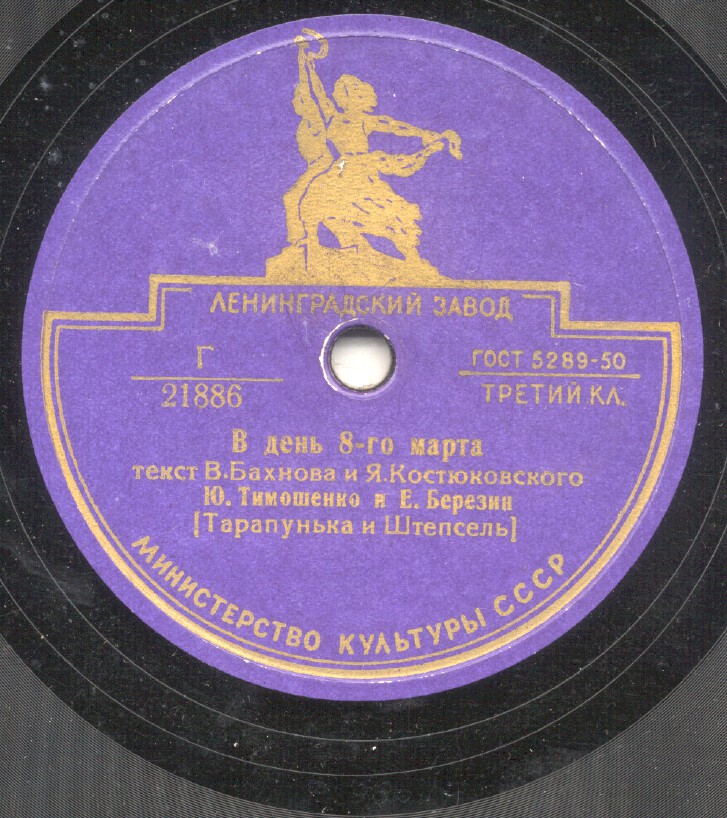 ЛЕНИНГРАДСКИЙ ЗАВОД
Г
21886
ГОСТ 5289-50
ТРЕТИЙ КЛ.
В день 8-го марта
текст В.Бахнова и Я.Костюковского
Ю. Тимошенко и Е. Березин
[Тарапунька и Штепсель]
МИНИСТЕРСТВО КУЛЬТУРЫ СССР